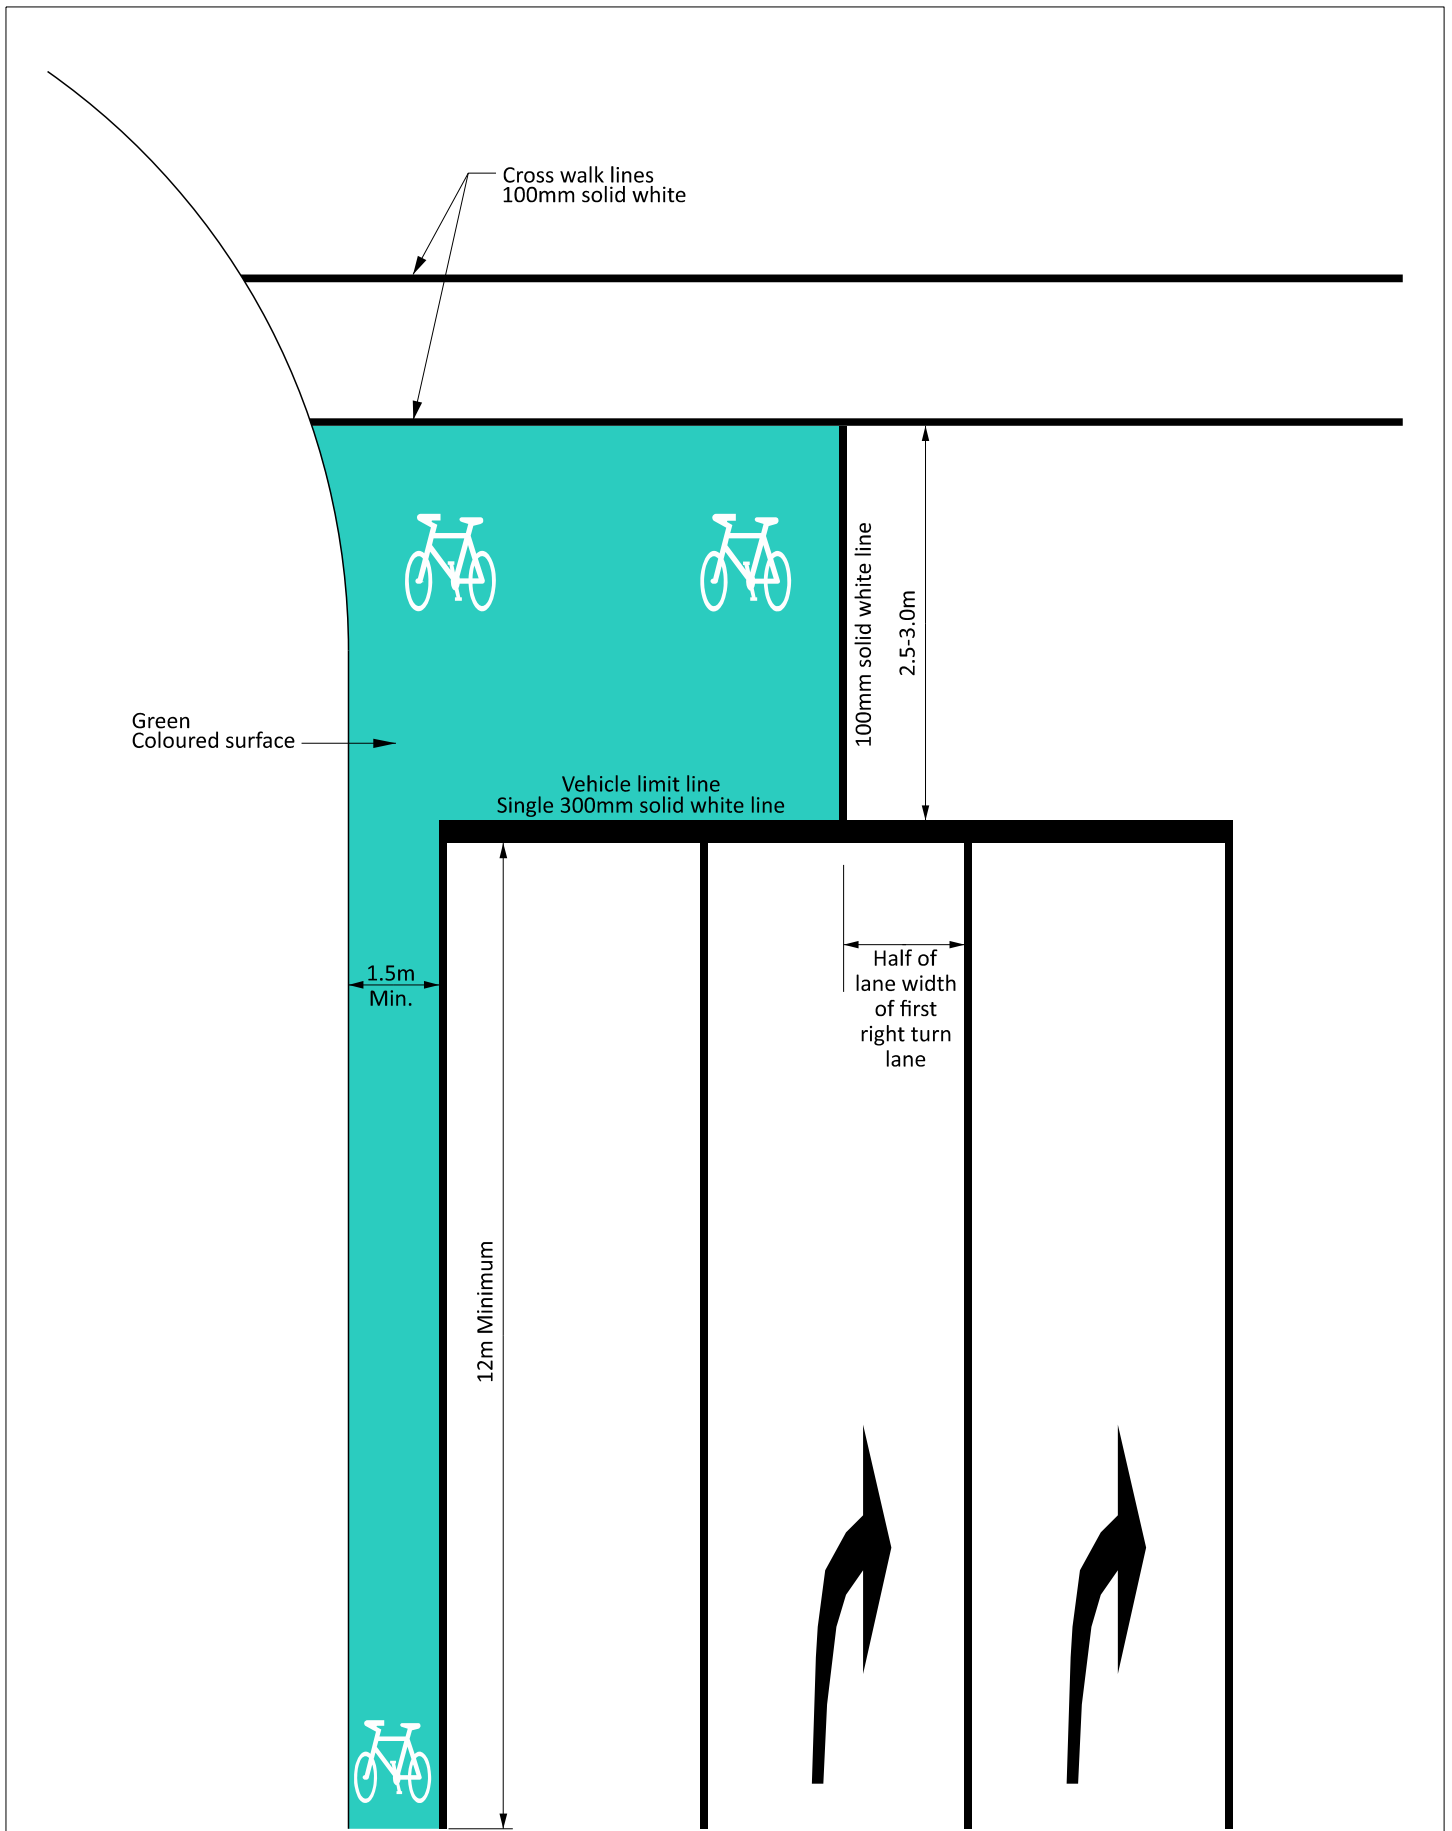 Cross walk lines
100mm solid white
100mm solid white line
2.5-3.0m
Green
Coloured surface
Vehicle limit line
Single 300mm solid white line
Half of
lane width
of first
right turn
lane
1.5m
Min.
12m Minimum